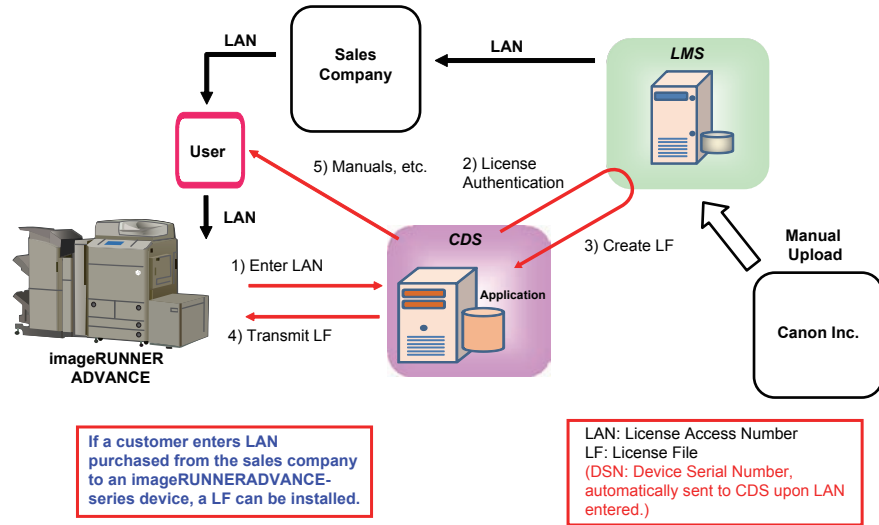 LAN
Sales
Company
LAN
LMS
User
5) Manuals, etc.
2) License
Authentication
LAN
CDS
3) Create LF
Manual
Upload
1) Enter LAN
Application
4) Transmit LF
Canon Inc.
imageRUNNER
ADVANCE
If a customer enters LAN
purchased from the sales company
to an imageRUNNERADVANCE-
series device, a LF can be installed.
LAN: License Access Number
LF: License File
(DSN: Device Serial Number,
automatically sent to CDS upon LAN
entered.)